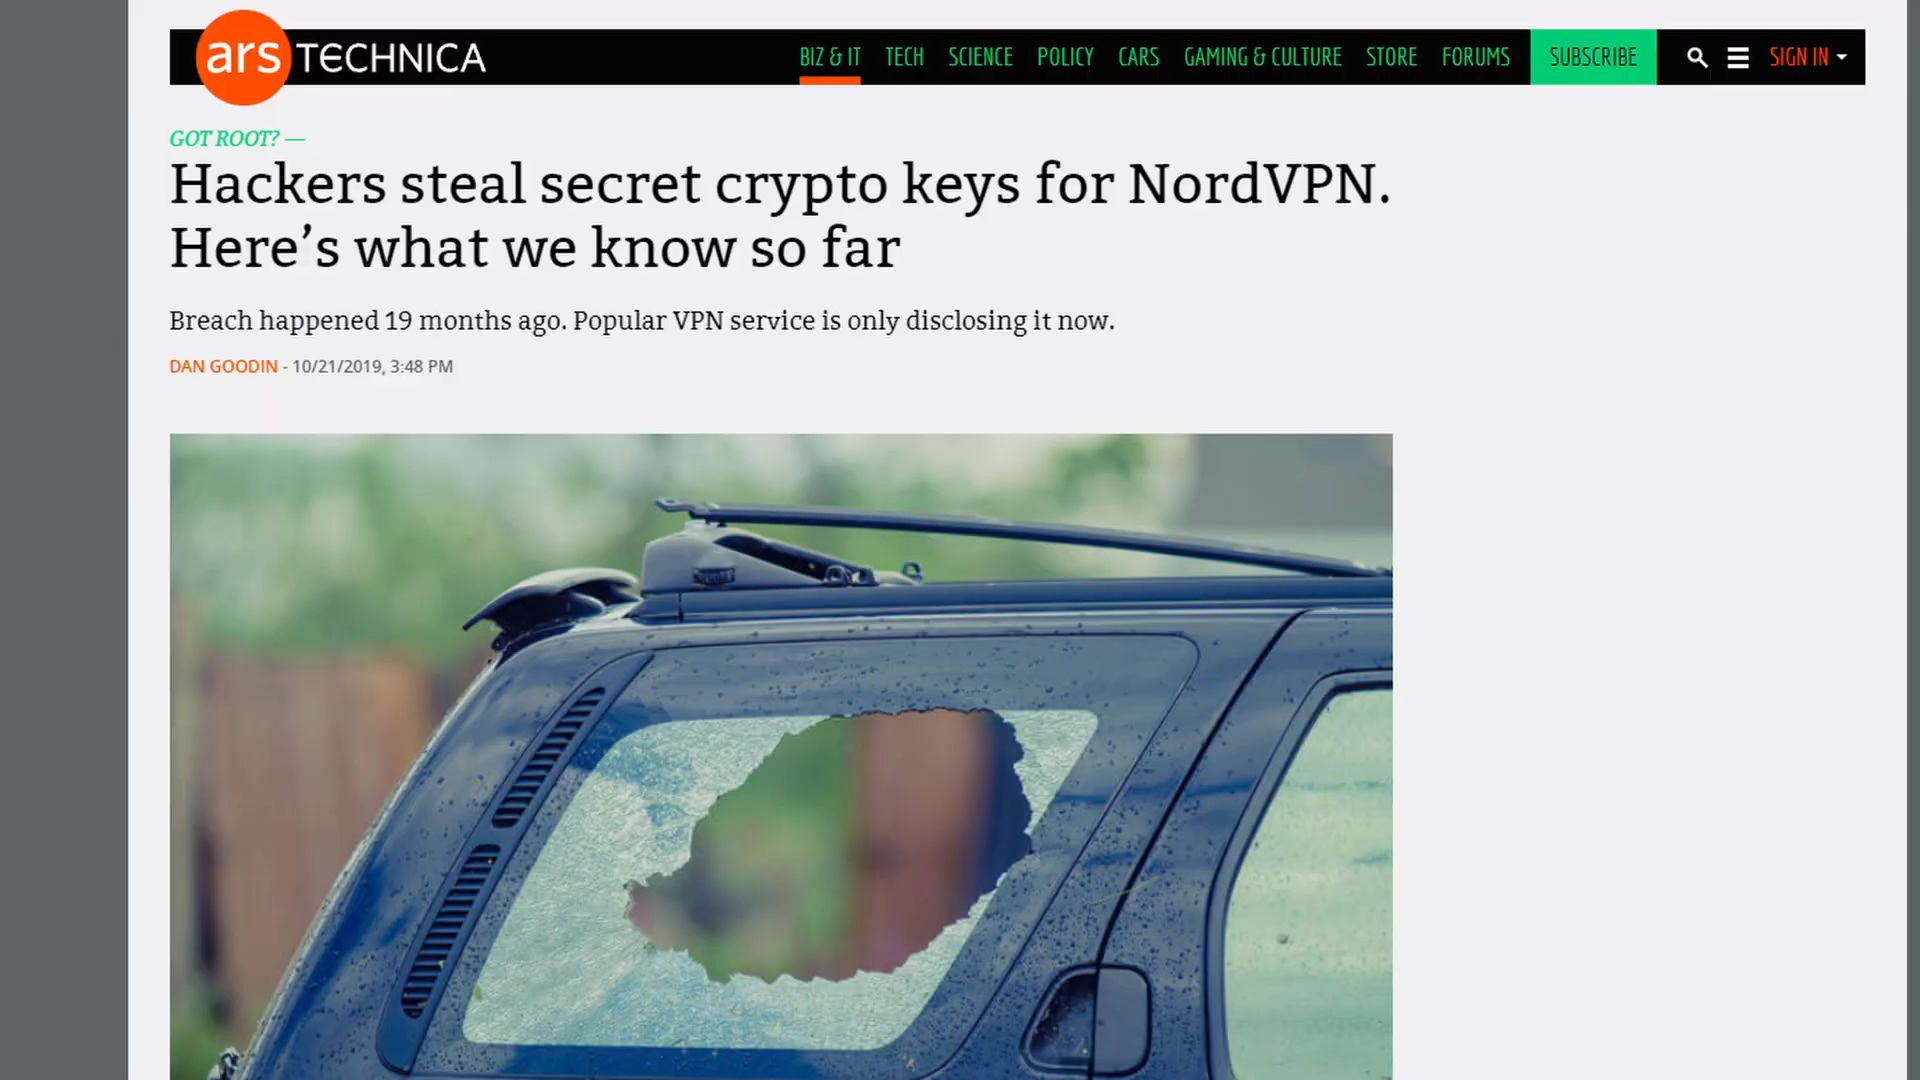 ars TECHNICA
BIZ & IT TECH SCIENCE POLICY CARS GAMING & CULTURE STORE FORUMS SUBSCRIBE SIGN IN
GOT ROOT? —
Hackers steal secret crypto keys for NordVPN.
Here’s what we know so far
Breach happened 19 months ago. Popular VPN service is only disclosing it now.
DAN GOODIN - 10/21/2019, 3:48 PM